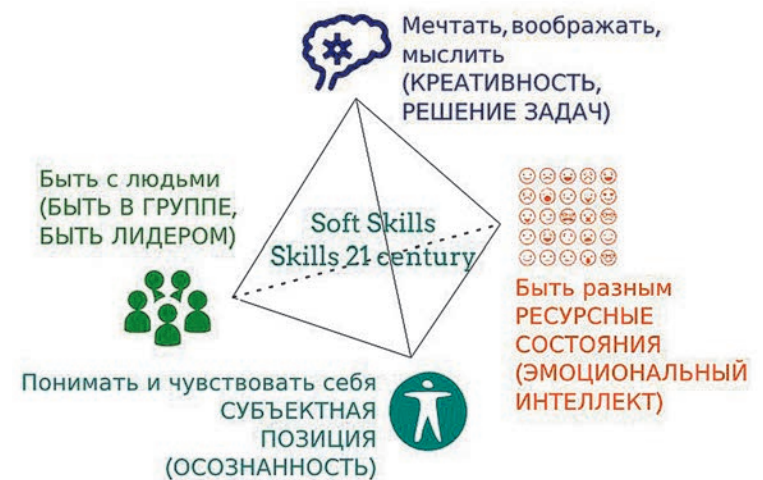 Мечтать, воображать,
мыслить
(КРЕАТИВНОСТЬ,
РЕШЕНИЕ ЗАДАЧ)
Быть с людьми
(БЫТЬ В ГРУППЕ,
БЫТЬ ЛИДЕРОМ)
Soft Skills
Skills 21 century
Быть разным
РЕСУРСНЫЕ
СОСТОЯНИЯ
(ЭМОЦИОНАЛЬНЫЙ
ИНТЕЛЛЕКТ)
Понимать и чувствовать себя
СУБЪЕКТНАЯ
ПОЗИЦИЯ
(ОСОЗНАННОСТЬ)